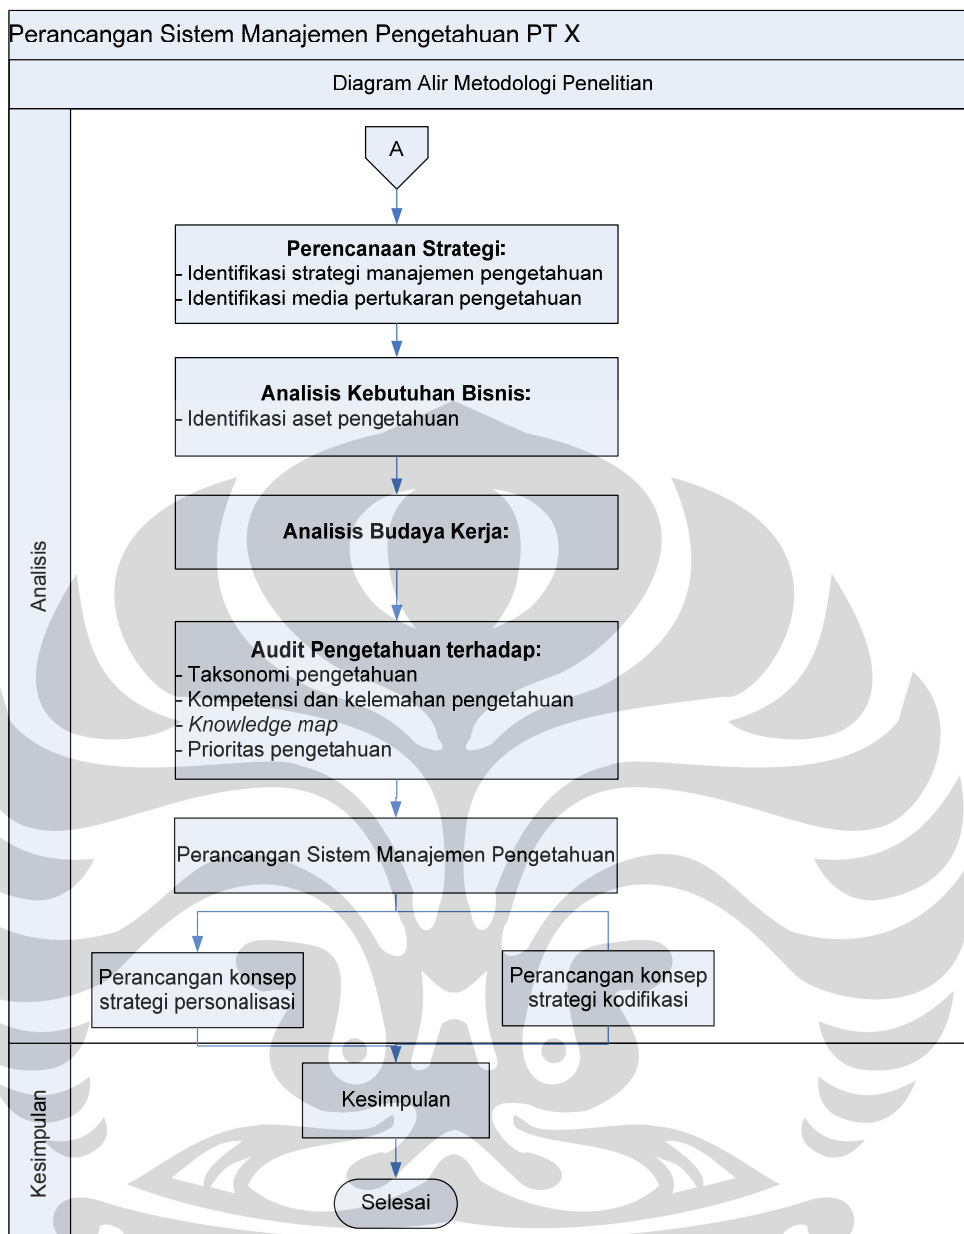 Perancangan Sistem Manajemen Pengetahuan PT X
Diagram Alir Metodologi Penelitian
Analisis
A
Perencanaan Strategi:
- Identifikasi strategi manajemen pengetahuan
- Identifikasi media pertukaran pengetahuan
Analisis Kebutuhan Bisnis:
- Identifikasi aset pengetahuan
Analisis Budaya Kerja:
Audit Pengetahuan terhadap:
- Taksonomi pengetahuan
- Kompetensi dan kelemahan pengetahuan
- Knowledge map
- Prioritas pengetahuan
Perancangan Sistem Manajemen Pengetahuan
Perancangan konsep
strategi personalisasi
Perancangan konsep
strategi kodifikasi
Kesimpulan
Kesimpulan
Selesai